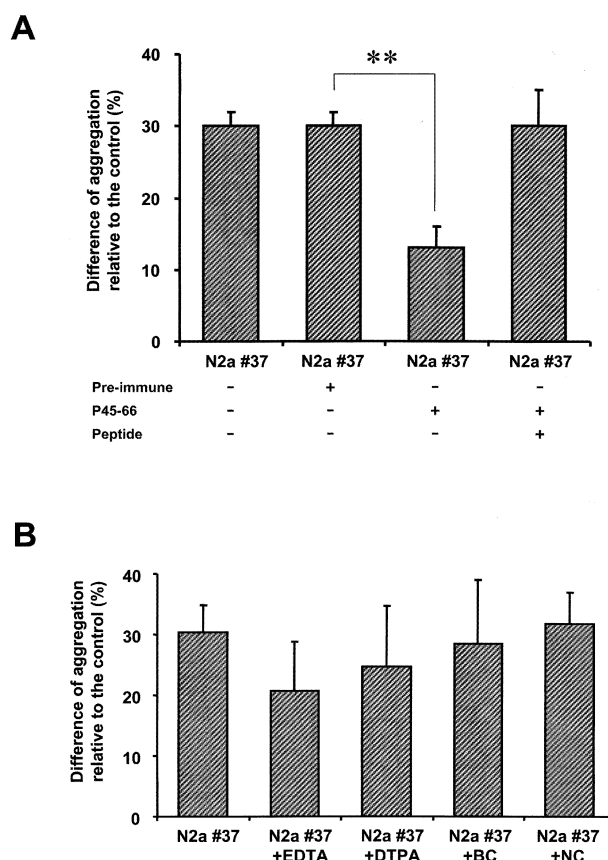 A
Difference of aggregation
relative to the control (%)
40
30
20
10
0
**
N2a #37 N2a #37 N2a #37 N2a #37
Pre-immune – + – –
P45-66 – – + +
Peptide – – – +
B
Difference of aggregation
relative to the control (%)
40
30
20
10
0
N2a #37 N2a #37 N2a #37 N2a #37 N2a #37
+EDTA +DTPA +BC +NC